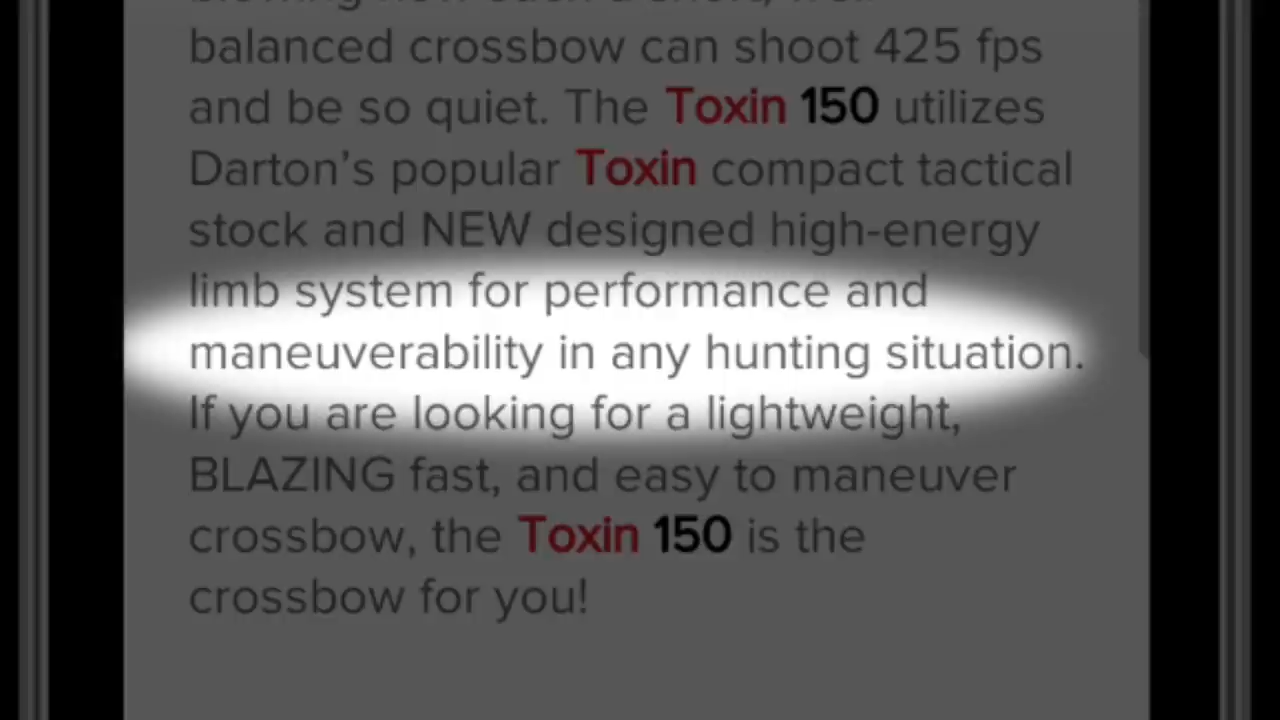 balanced crossbow can shoot 425 fps
and be so quiet. The Toxin 150 utilizes
Darton's popular Toxin compact tactical
stock and NEW designed high-energy
limb system for performance and
maneuverability in any hunting situation.
If you are looking for a lightweight,
BLAZING fast, and easy to maneuver
crossbow, the Toxin 150 is the
crossbow for you!